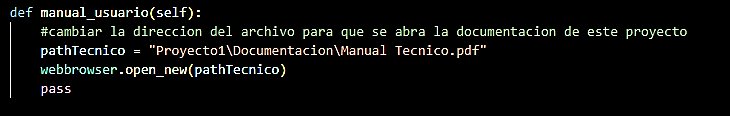 def manual_usuario(self):
#cambiar la direccion del archivo para que se abra la documentacion de este proyecto
pathTecnico = "Proyecto1\Documentacion\Manual Tecnico.pdf"
webbrowser.open_new(pathTecnico)
pass